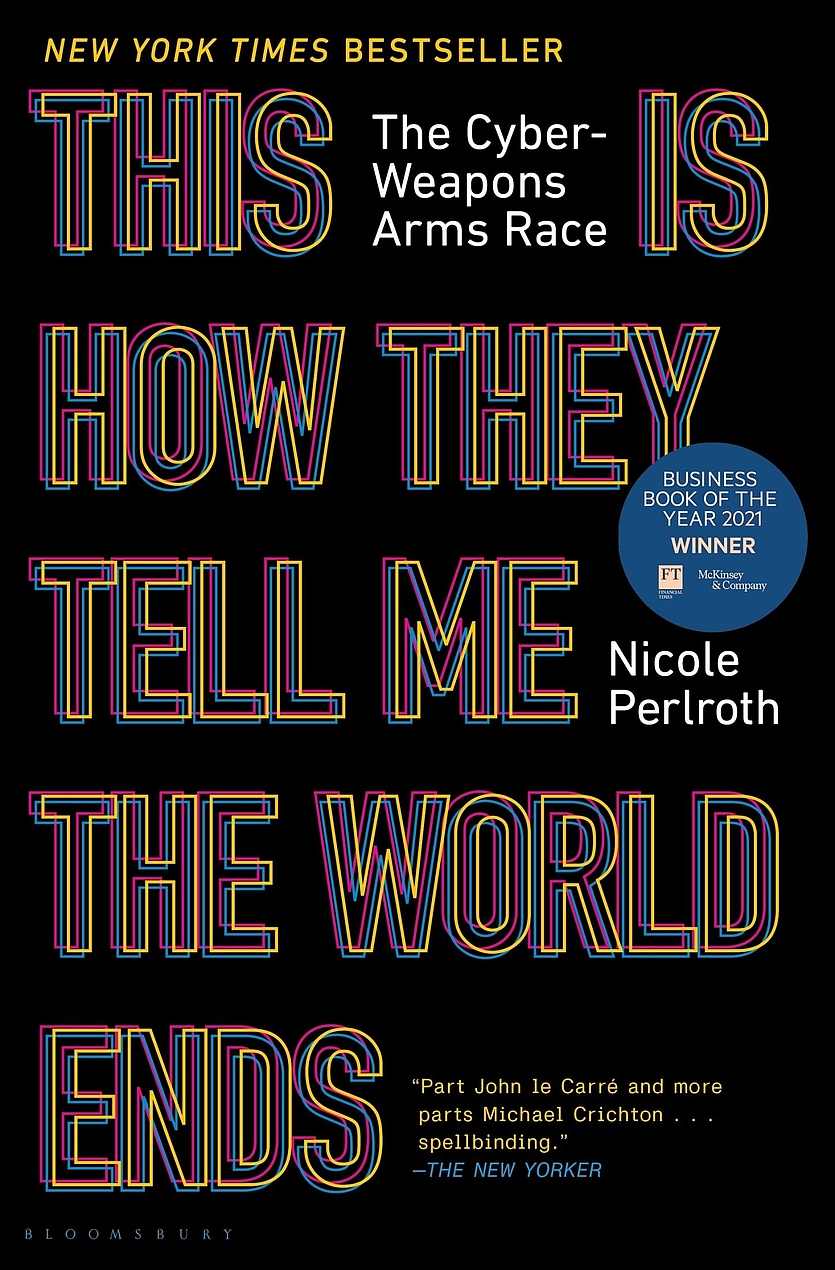 NEW YORK TIMES BESTSELLER
THIS
The Cyber-
Weapons
Arms Race
IS
HOW THEY
BUSINESS
BOOK OF THE
YEAR 2021
WINNER
FT
FINANCIAL
TIMES
McKinsey
& Company
TELL ME
Nicole
Perlroth
THE WORLD
ENDS
“Part John le Carré and more
parts Michael Crichton . . .
spellbinding.”
—THE NEW YORKER
BLOOMSBURY